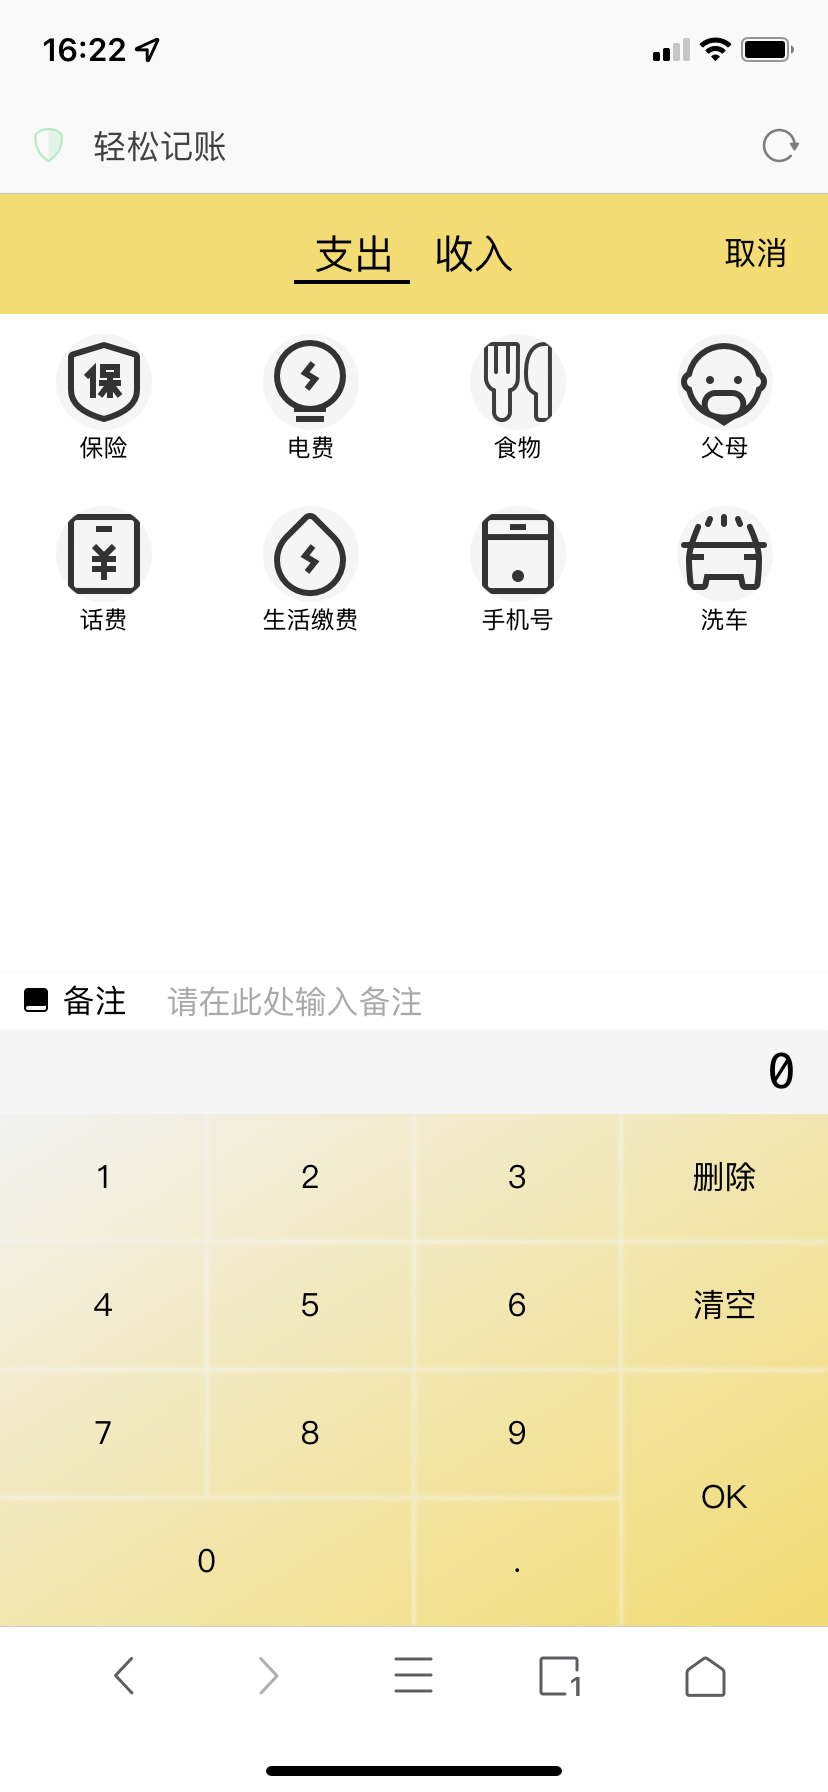 16:22
轻松记账
支出 收入 取消
保
保险 电费 食物 父母
¥
话费 生活缴费 手机号 洗车
备注 请在此处输入备注
0
1 2 3 删除
4 5 6 清空
7 8 9
OK
0 .
1